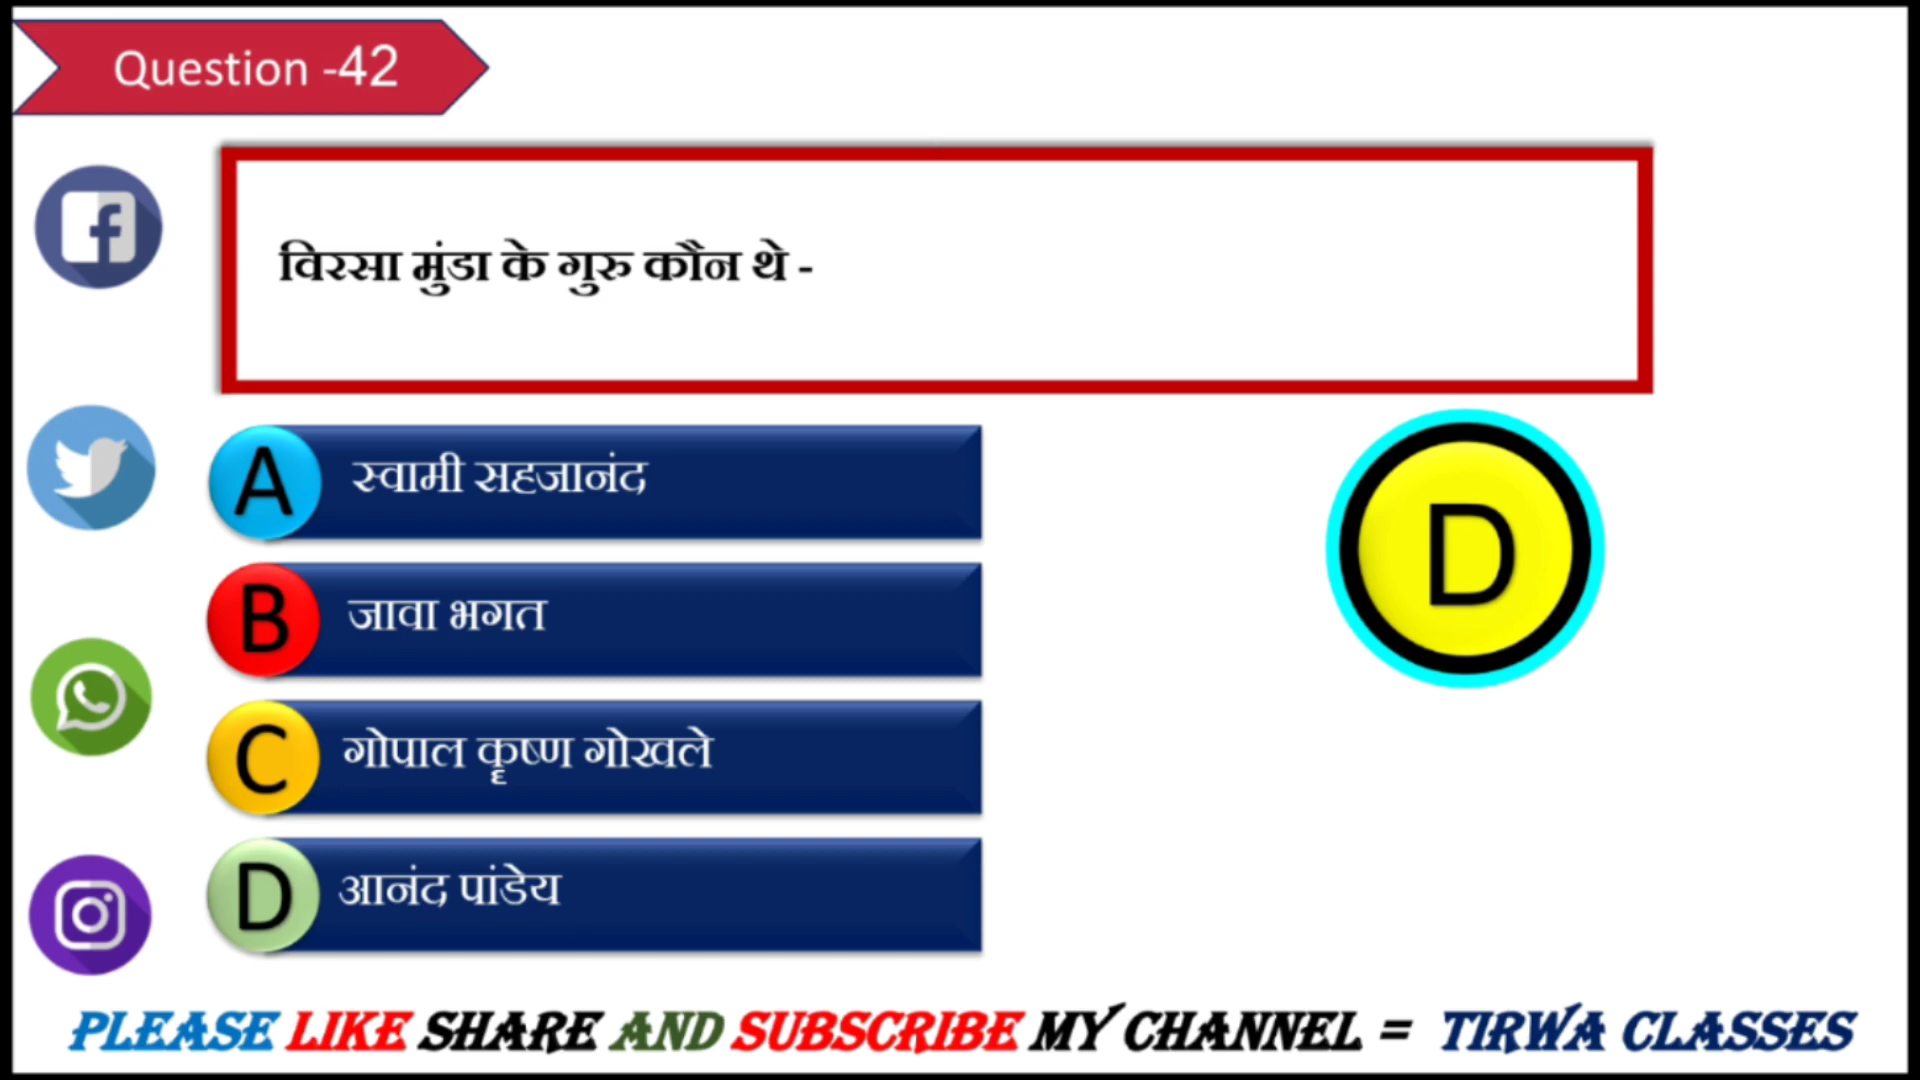 Question -42
विरसा मुंडा के गुरु कौन थे -
A स्वामी सहजानंद
D
B जावा भगत
C गोपाल कृष्ण गोखले
D आनंद पांडेय
PLEASE LIKE SHARE AND SUBSCRIBE MY CHANNEL = TIRWA CLASSES